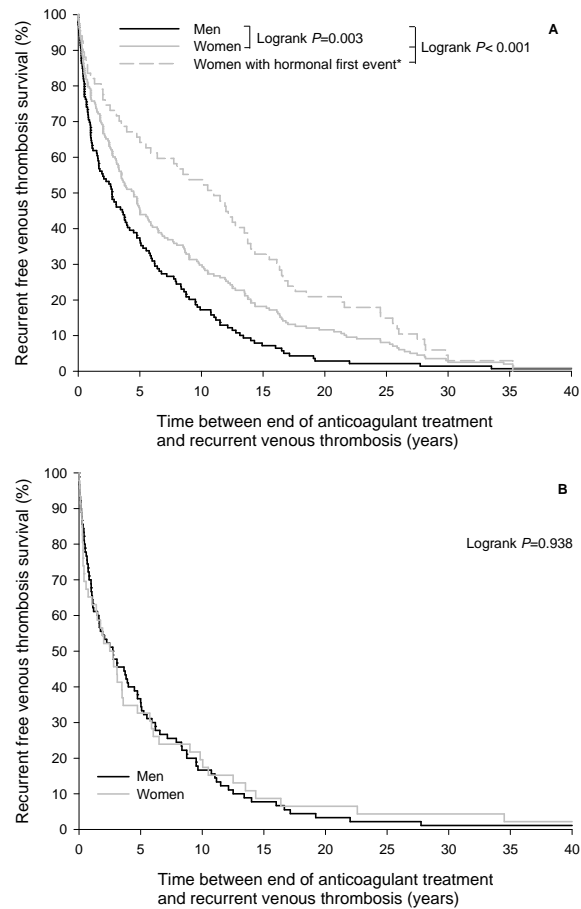 A
Men
Women
Women with hormonal first event*
Logrank P=0.003
Logrank P< 0.001
Recurrent free venous thrombosis survival (%)
100
90
80
70
60
50
40
30
20
10
0
0 5 10 15 20 25 30 35 40
Time between end of anticoagulant treatment
and recurrent venous thrombosis (years)
B
Logrank P=0.938
Men
Women
Recurrent free venous thrombosis survival (%)
100
90
80
70
60
50
40
30
20
10
0
0 5 10 15 20 25 30 35 40
Time between end of anticoagulant treatment
and recurrent venous thrombosis (years)